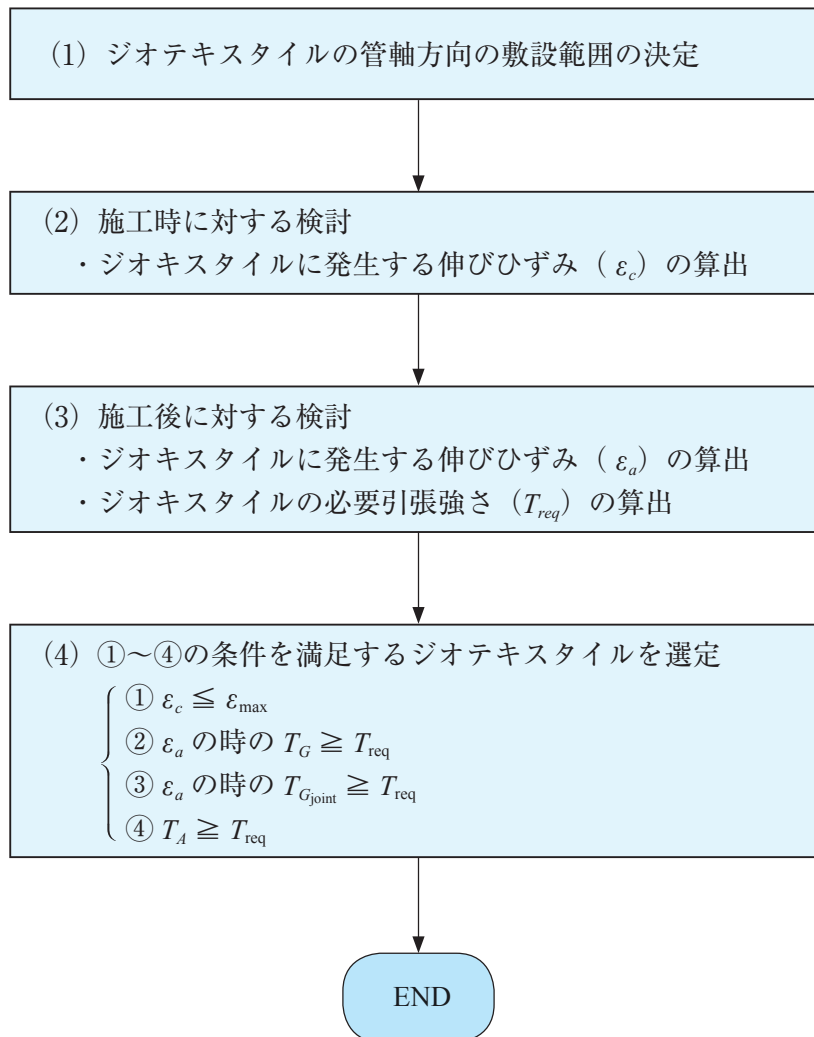 (1) ジオテキスタイルの管軸方向の敷設範囲の決定
(2) 施工時に対する検討
・ジオキスタイルに発生する伸びひずみ（ εc）の算出
(3) 施工後に対する検討
・ジオキスタイルに発生する伸びひずみ（ εa）の算出
・ジオキスタイルの必要引張強さ（Treq）の算出
(4) ①～④の条件を満足するジオテキスタイルを選定
① εc ≦ εmax
② εa の時の TG ≧ Treq
③ εa の時の TGjoint ≧ Treq
④ TA ≧ Treq
END